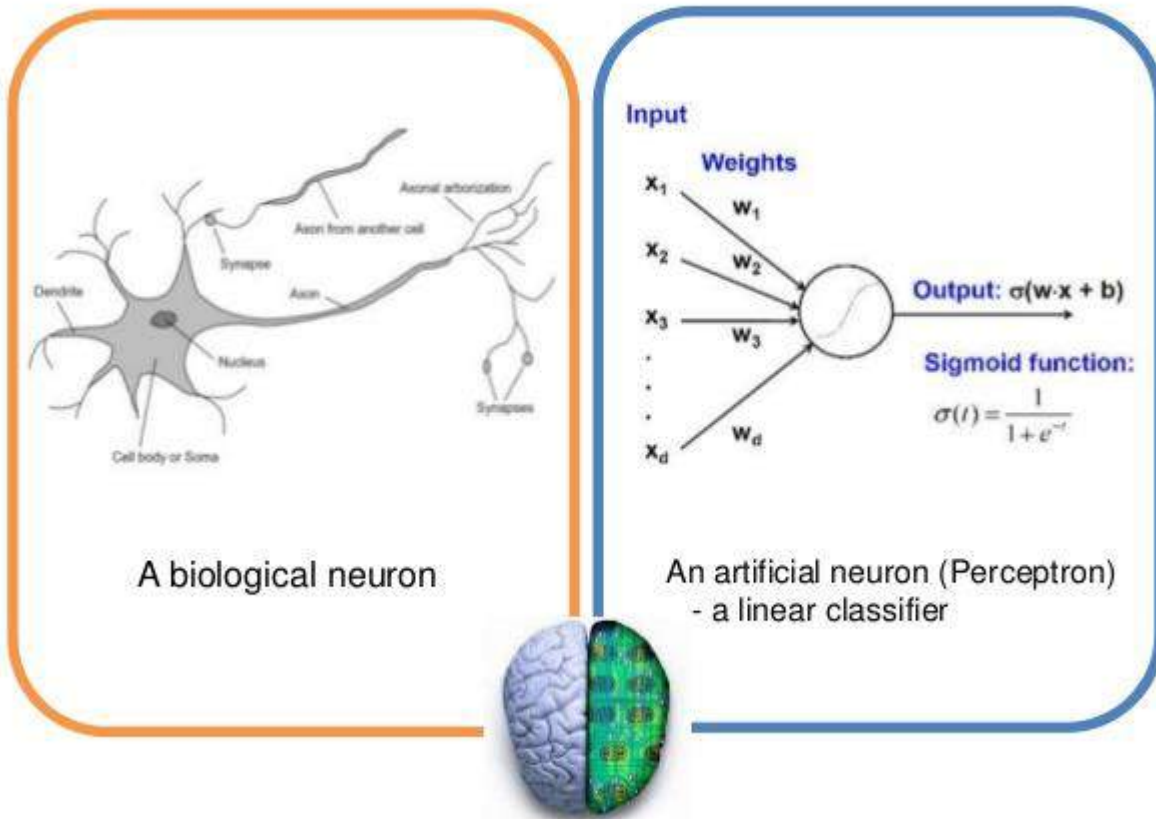 Axonal arborization
Axon from another cell
Synapse
Dendrite
Axon
Nucleus
Synapses
Cell body or Soma
A biological neuron
Input
Weights
x1
w1
x2
w2
x3
w3
.
.
.
.
xd
wd
Output: σ(w·x + b)
Sigmoid function:
σ(t) = 1 / (1 + e^-t)
An artificial neuron (Perceptron)
- a linear classifier